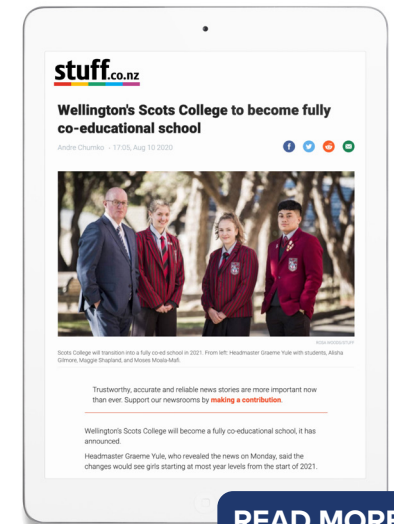 stuff.co.nz
Wellington's Scots College to become fully
co-educational school
Andre Chumko - 17:05, Aug 10 2020
Scots College will transition into a fully co-ed school in 2021. From left: Headmaster Graeme Yule with students, Alisha
Gilmore, Maggie Shapland, and Moses Moala-Mafi.
Trustworthy, accurate and reliable news stories are more important now
than ever. Support our newsrooms by making a contribution.
Wellington's Scots College will become a fully co-educational school, it has
announced.
Headmaster Graeme Yule, who revealed the news on Monday, said the
changes would see girls starting at most year levels from the start of 2021.
READ MORE